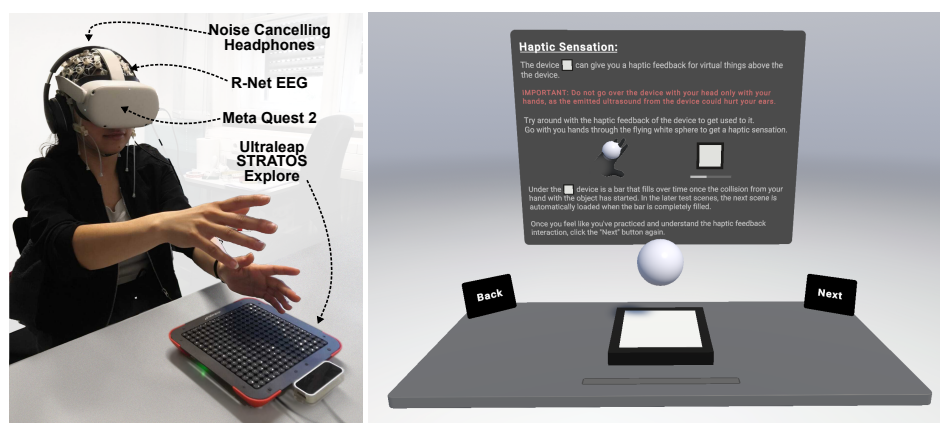 Noise Cancelling
Headphones
R-Net EEG
Meta Quest 2
Ultraleap
STRATOS
Explore
Haptic Sensation:
The device can give you a haptic feedback for virtual things above the
the device.
IMPORTANT: Do not go over the device with your head only with your
hands, as the emitted ultrasound from the device could hurt your ears.
Try around with the haptic feedback of the device to get used to it.
Go with you hands through the flying white sphere to get a haptic sensation.
Under the device is a bar that fills over time once the collision from your
hand with the object has started. In the later test scenes, the next scene is
automatically loaded when the bar is completely filled.
Once you feel like you've practiced and understand the haptic feedback
interaction, click the "Next" button again.
Back
Next